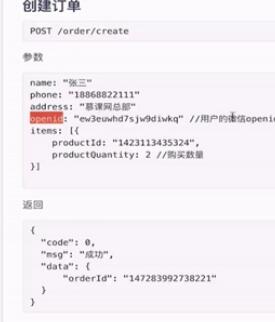 创建订单
POST /order/create
参数
name: "张三"
phone: "18868822111"
address: "慕课网总部"
openid: "ew3euwhd7sjw9diwkq" //用户的微信openid
items: [{
productId: "1423113435324",
productQuantity: 2 //购买数量
}]
返回
{
"code": 0,
"msg": "成功",
"data": {
"orderId": "147283992738221"
}
}